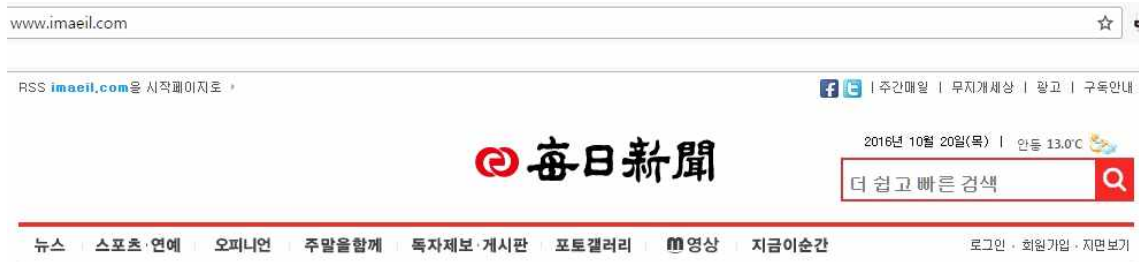 www.imaeil.com
RSS imaeil.com을 시작페이지로
| 주간매일 | 무지개세상 | 광고 | 구독안내
每日新聞
2016년 10월 20일(목) | 안동 13.0℃
더 쉽고 빠른 검색
뉴스 스포츠·연예 오피니언 주말을함께 독자제보·게시판 포토갤러리 m영상 지금이순간 로그인 · 회원가입 · 지면보기